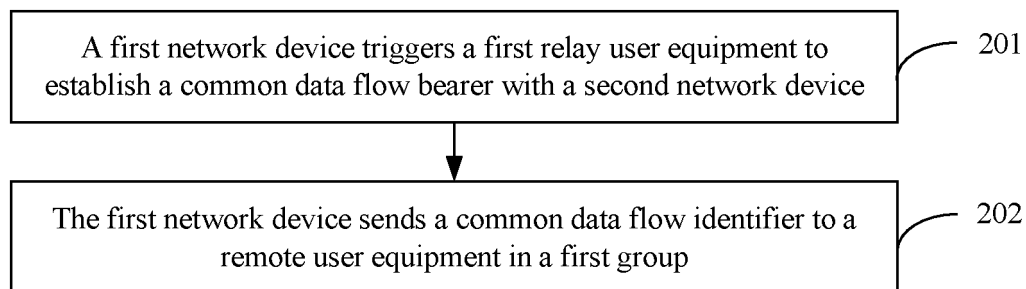 A first network device triggers a first relay user equipment to
establish a common data flow bearer with a second network device
201
The first network device sends a common data flow identifier to a
remote user equipment in a first group
202